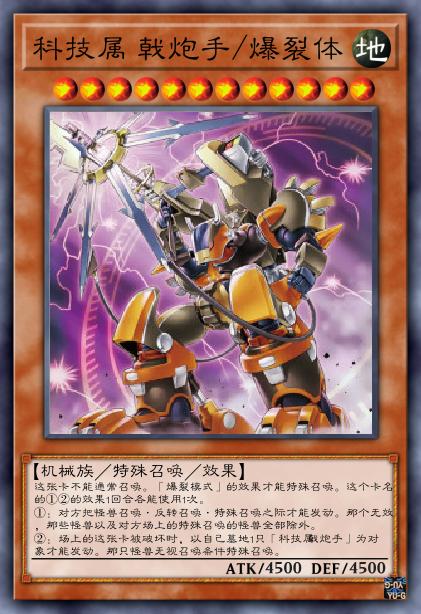 科技属 戟炮手/爆裂体
地
【机械族／特殊召唤／效果】
这张卡不能通常召唤。「爆裂模式」的效果才能特殊召唤。这个卡名
的①②的效果1回合各能使用1次。
①：对方把怪兽召唤·反转召唤·特殊召唤之际才能发动。那个无效
，那些怪兽以及对方场上的特殊召唤的怪兽全部除外。
②：场上的这张卡被破坏时，以自己墓地1只「科技属 戟炮手」为对
象才能发动。那只怪兽无视召唤条件特殊召唤。
ATK/4500 DEF/4500
YU-G